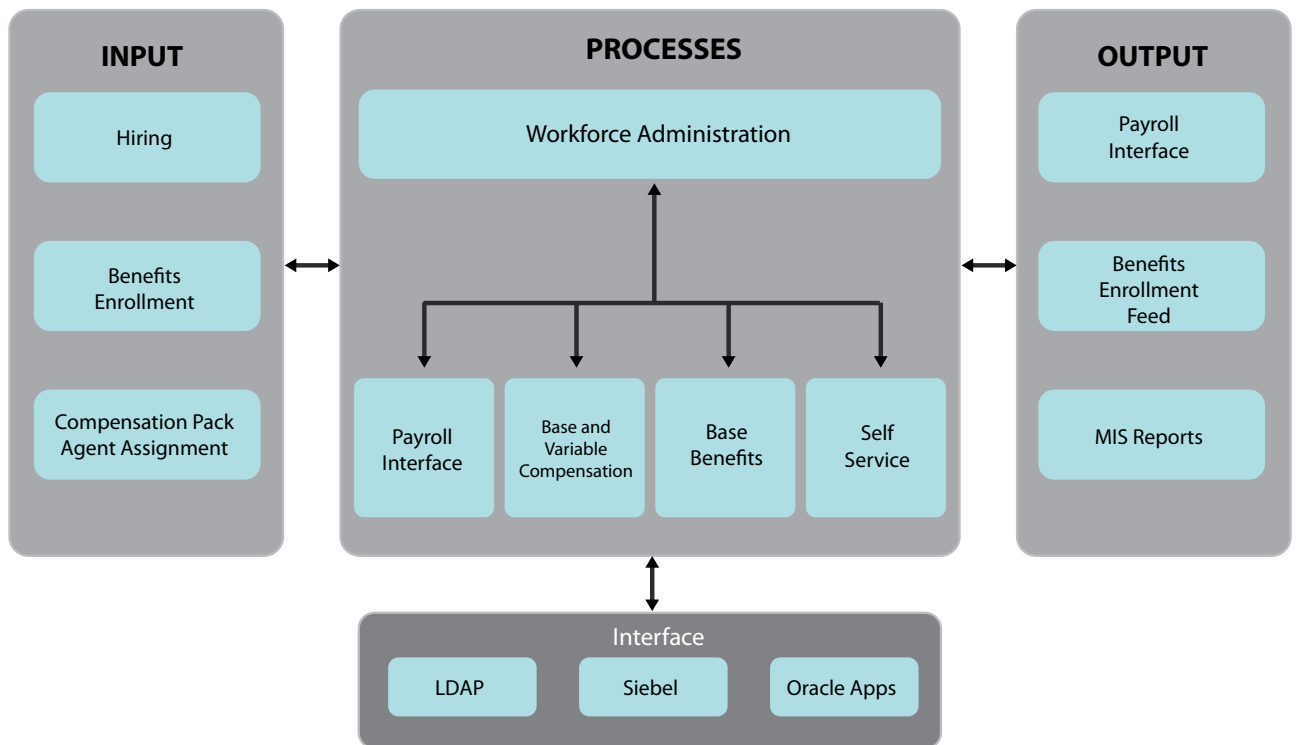 INPUT
Hiring
Benefits
Enrollment
Compensation Pack
Agent Assignment
PROCESSES
Workforce Administration
Payroll
Interface
Base and
Variable
Compensation
Base
Benefits
Self
Service
OUTPUT
Payroll
Interface
Benefits
Enrollment
Feed
MIS Reports
Interface
LDAP
Siebel
Oracle Apps